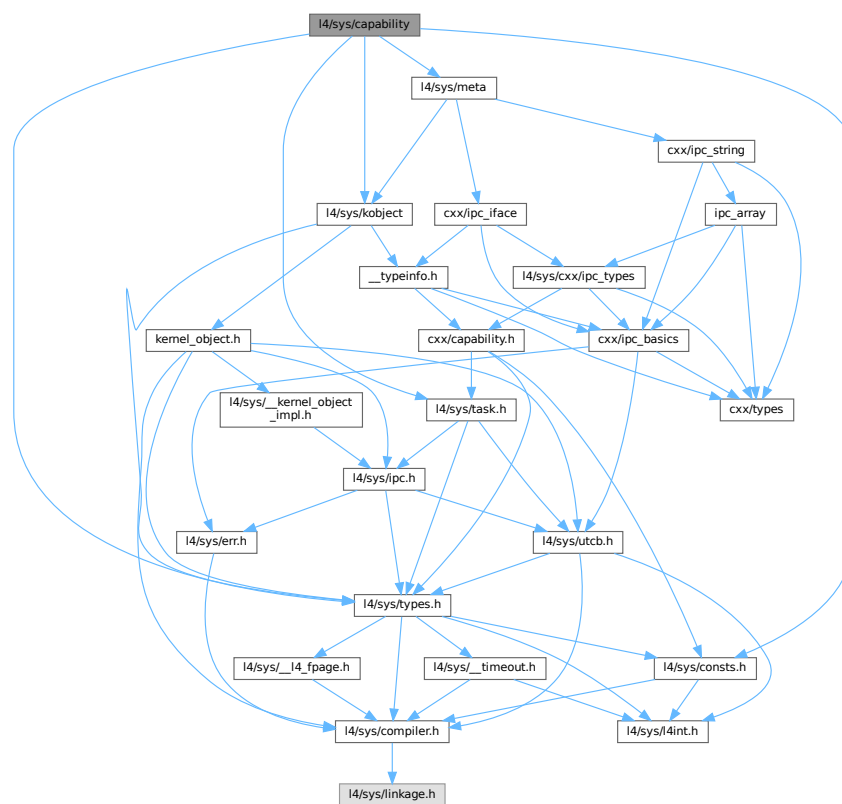 l4/sys/capability
l4/sys/meta
cxx/ipc_string
l4/sys/kobject
cxx/ipc_iface
ipc_array
__typeinfo.h
l4/sys/cxx/ipc_types
kernel_object.h
cxx/capability.h
cxx/ipc_basics
l4/sys/__kernel_object
_impl.h
l4/sys/task.h
cxx/types
l4/sys/ipc.h
l4/sys/err.h
l4/sys/utcb.h
l4/sys/types.h
l4/sys/__l4_fpage.h
l4/sys/__timeout.h
l4/sys/consts.h
l4/sys/compiler.h
l4/sys/l4int.h
l4/sys/linkage.h